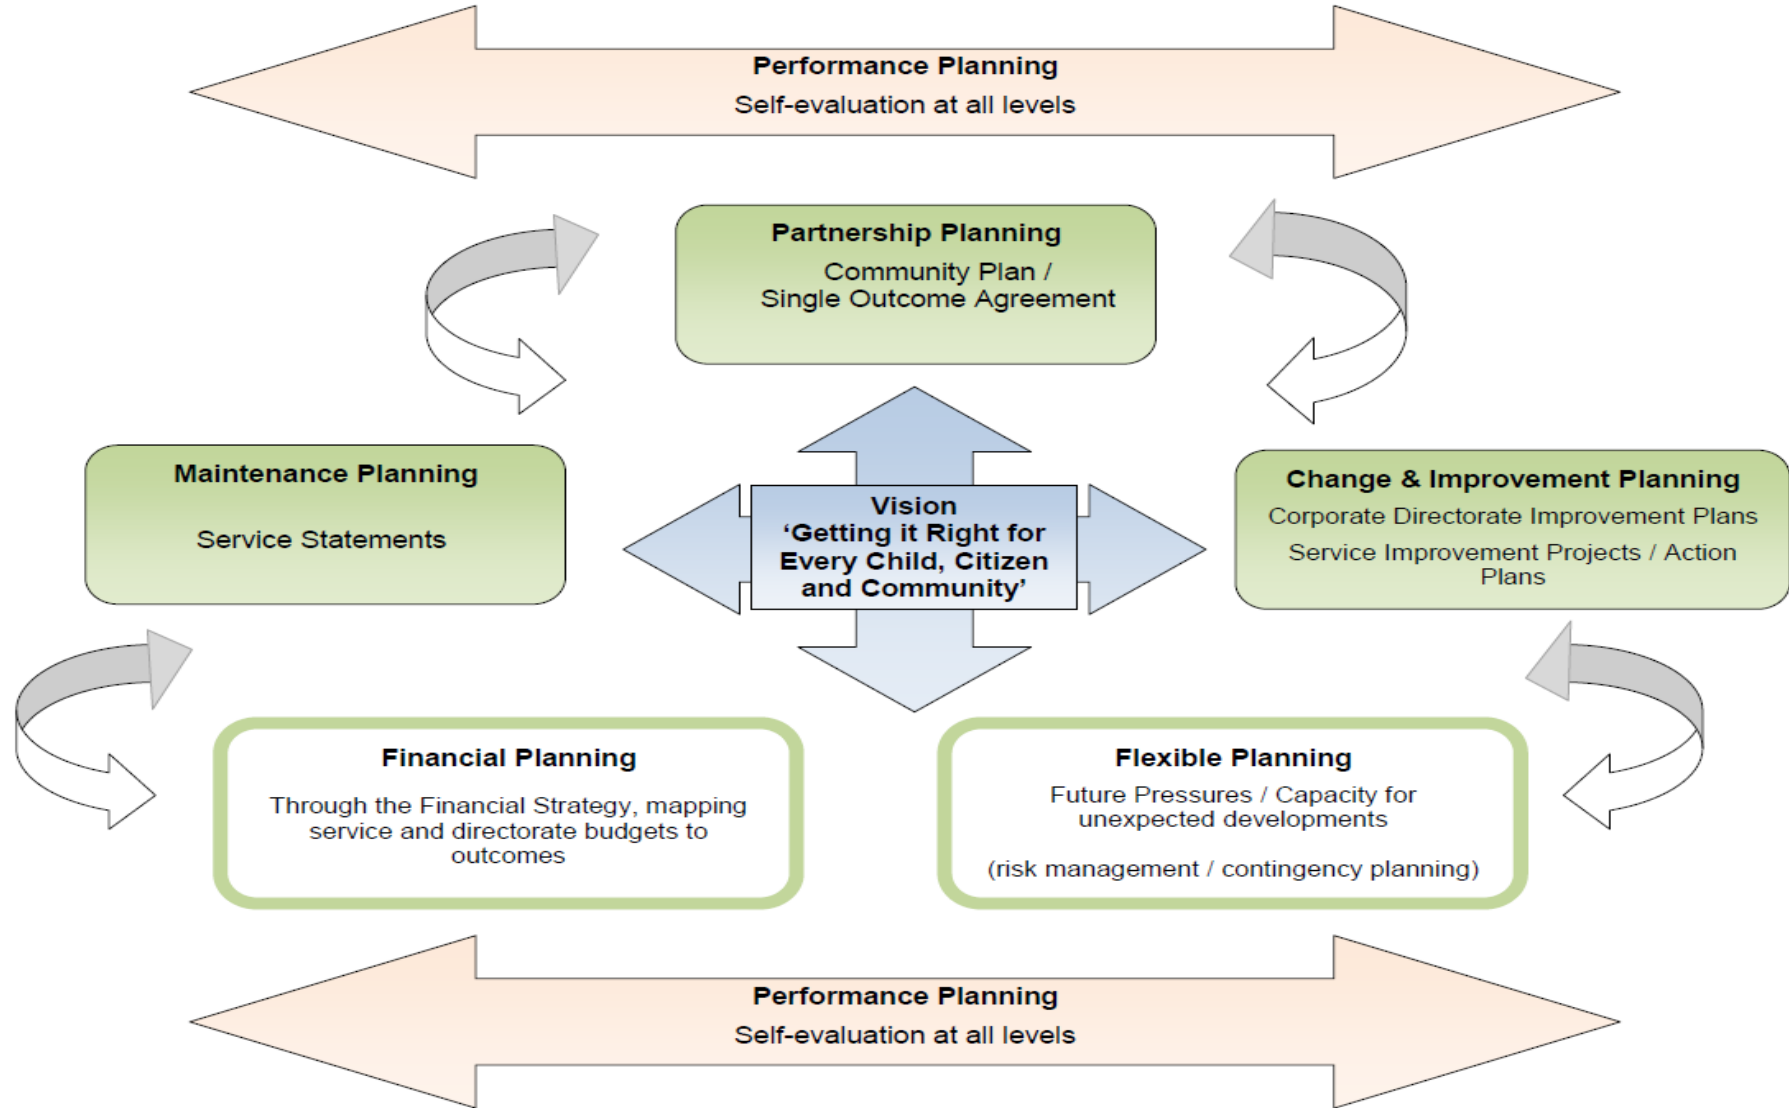 Performance Planning
Self-evaluation at all levels
Partnership Planning
Community Plan /
Single Outcome Agreement
Maintenance Planning
Service Statements
Vision
‘Getting it Right for
Every Child, Citizen
and Community’
Change & Improvement Planning
Corporate Directorate Improvement Plans
Service Improvement Projects / Action
Plans
Financial Planning
Through the Financial Strategy, mapping
service and directorate budgets to
outcomes
Flexible Planning
Future Pressures / Capacity for
unexpected developments
(risk management / contingency planning)
Performance Planning
Self-evaluation at all levels